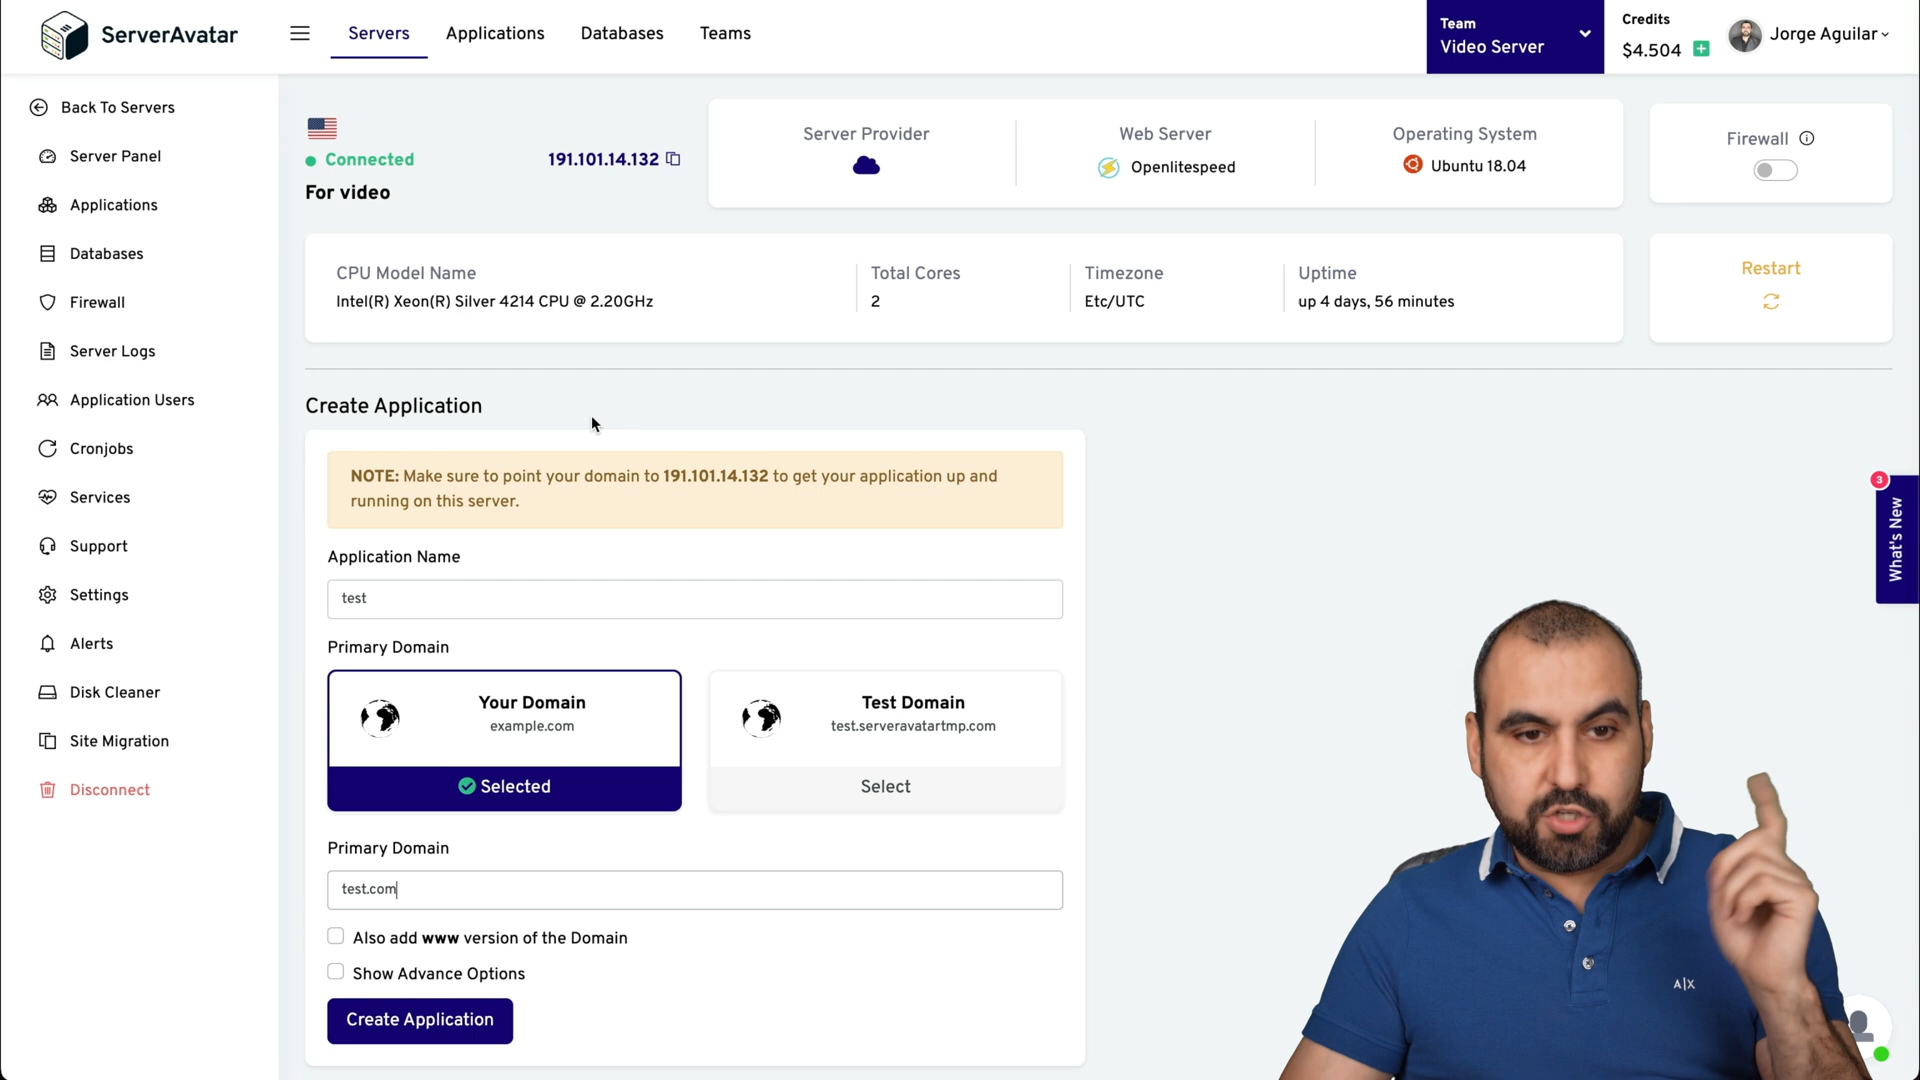 ServerAvatar
Servers
Applications
Databases
Teams
Team
Video Server
Credits
$4.504
Jorge Aguilar
Back To Servers
Server Panel
Applications
Databases
Firewall
Server Logs
Application Users
Cronjobs
Services
Support
Settings
Alerts
Disk Cleaner
Site Migration
Disconnect
Connected
191.101.14.132
For video
Server Provider
Web Server
Openlitespeed
Operating System
Ubuntu 18.04
Firewall
CPU Model Name
Intel(R) Xeon(R) Silver 4214 CPU @ 2.20GHz
Total Cores
2
Timezone
Etc/UTC
Uptime
up 4 days, 56 minutes
Restart
Create Application
NOTE: Make sure to point your domain to 191.101.14.132 to get your application up and
running on this server.
Application Name
test
Primary Domain
Your Domain
example.com
Selected
Test Domain
test.serveravatartmp.com
Select
Primary Domain
test.com
Also add www version of the Domain
Show Advance Options
Create Application
3
What's New
A|X